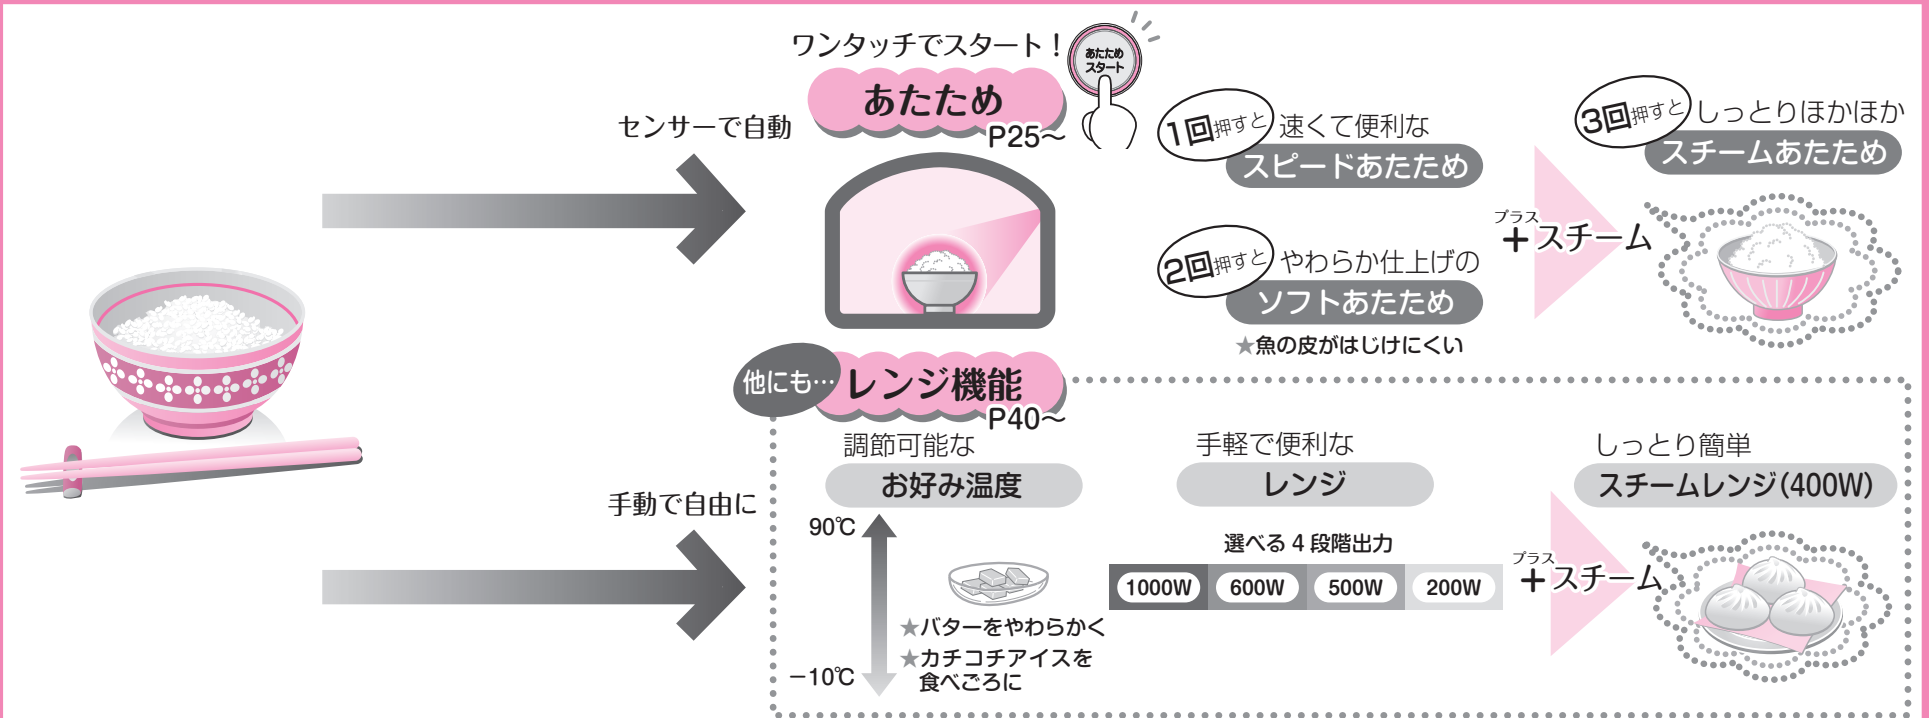 ワンタッチでスタート！
あたため
スタート
あたため
P25～
センサーで自動
1回押すと
速くて便利な
スピードあたため
2回押すと
やわらか仕上げの
ソフトあたため
★魚の皮がはじけにくい
プラス
＋スチーム
3回押すと
しっとりほかほか
スチームあたため
他にも…
レンジ機能
P40～
手動で自由に
調節可能な
お好み温度
90℃
－10℃
★バターをやわらかく
★カチコチアイスを
食べごろに
手軽で便利な
レンジ
選べる 4 段階出力
1000W 600W 500W 200W
プラス
＋スチーム
しっとり簡単
スチームレンジ（400W）